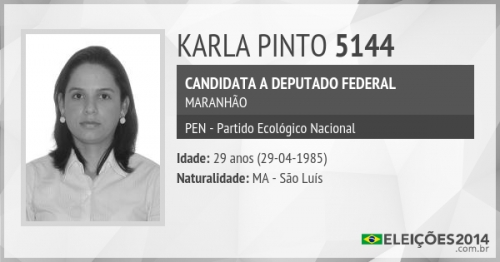 KARLA PINTO 5144
CANDIDATA A DEPUTADO FEDERAL
MARANHÃO
PEN - Partido Ecológico Nacional
Idade: 29 anos (29-04-1985)
Naturalidade: MA - São Luís
ELEIÇÕES2014
.com.br